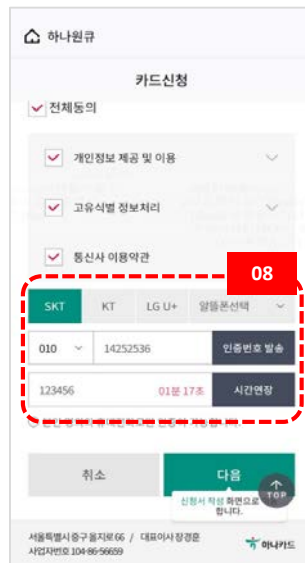 하나원큐
카드신청
전체동의
개인정보 제공 및 이용
고유식별 정보처리
통신사 이용약관
08
SKT KT LG U+ 알뜰폰선택
010 14252536 인증번호 발송
123456 01분 17초 시간연장
취소 다음
TOP
신청서 작성 화면으로
합니다.
서울특별시 중구 을지로 66 / 대표이사 장경훈
사업자번호 104-86-56659
하나카드